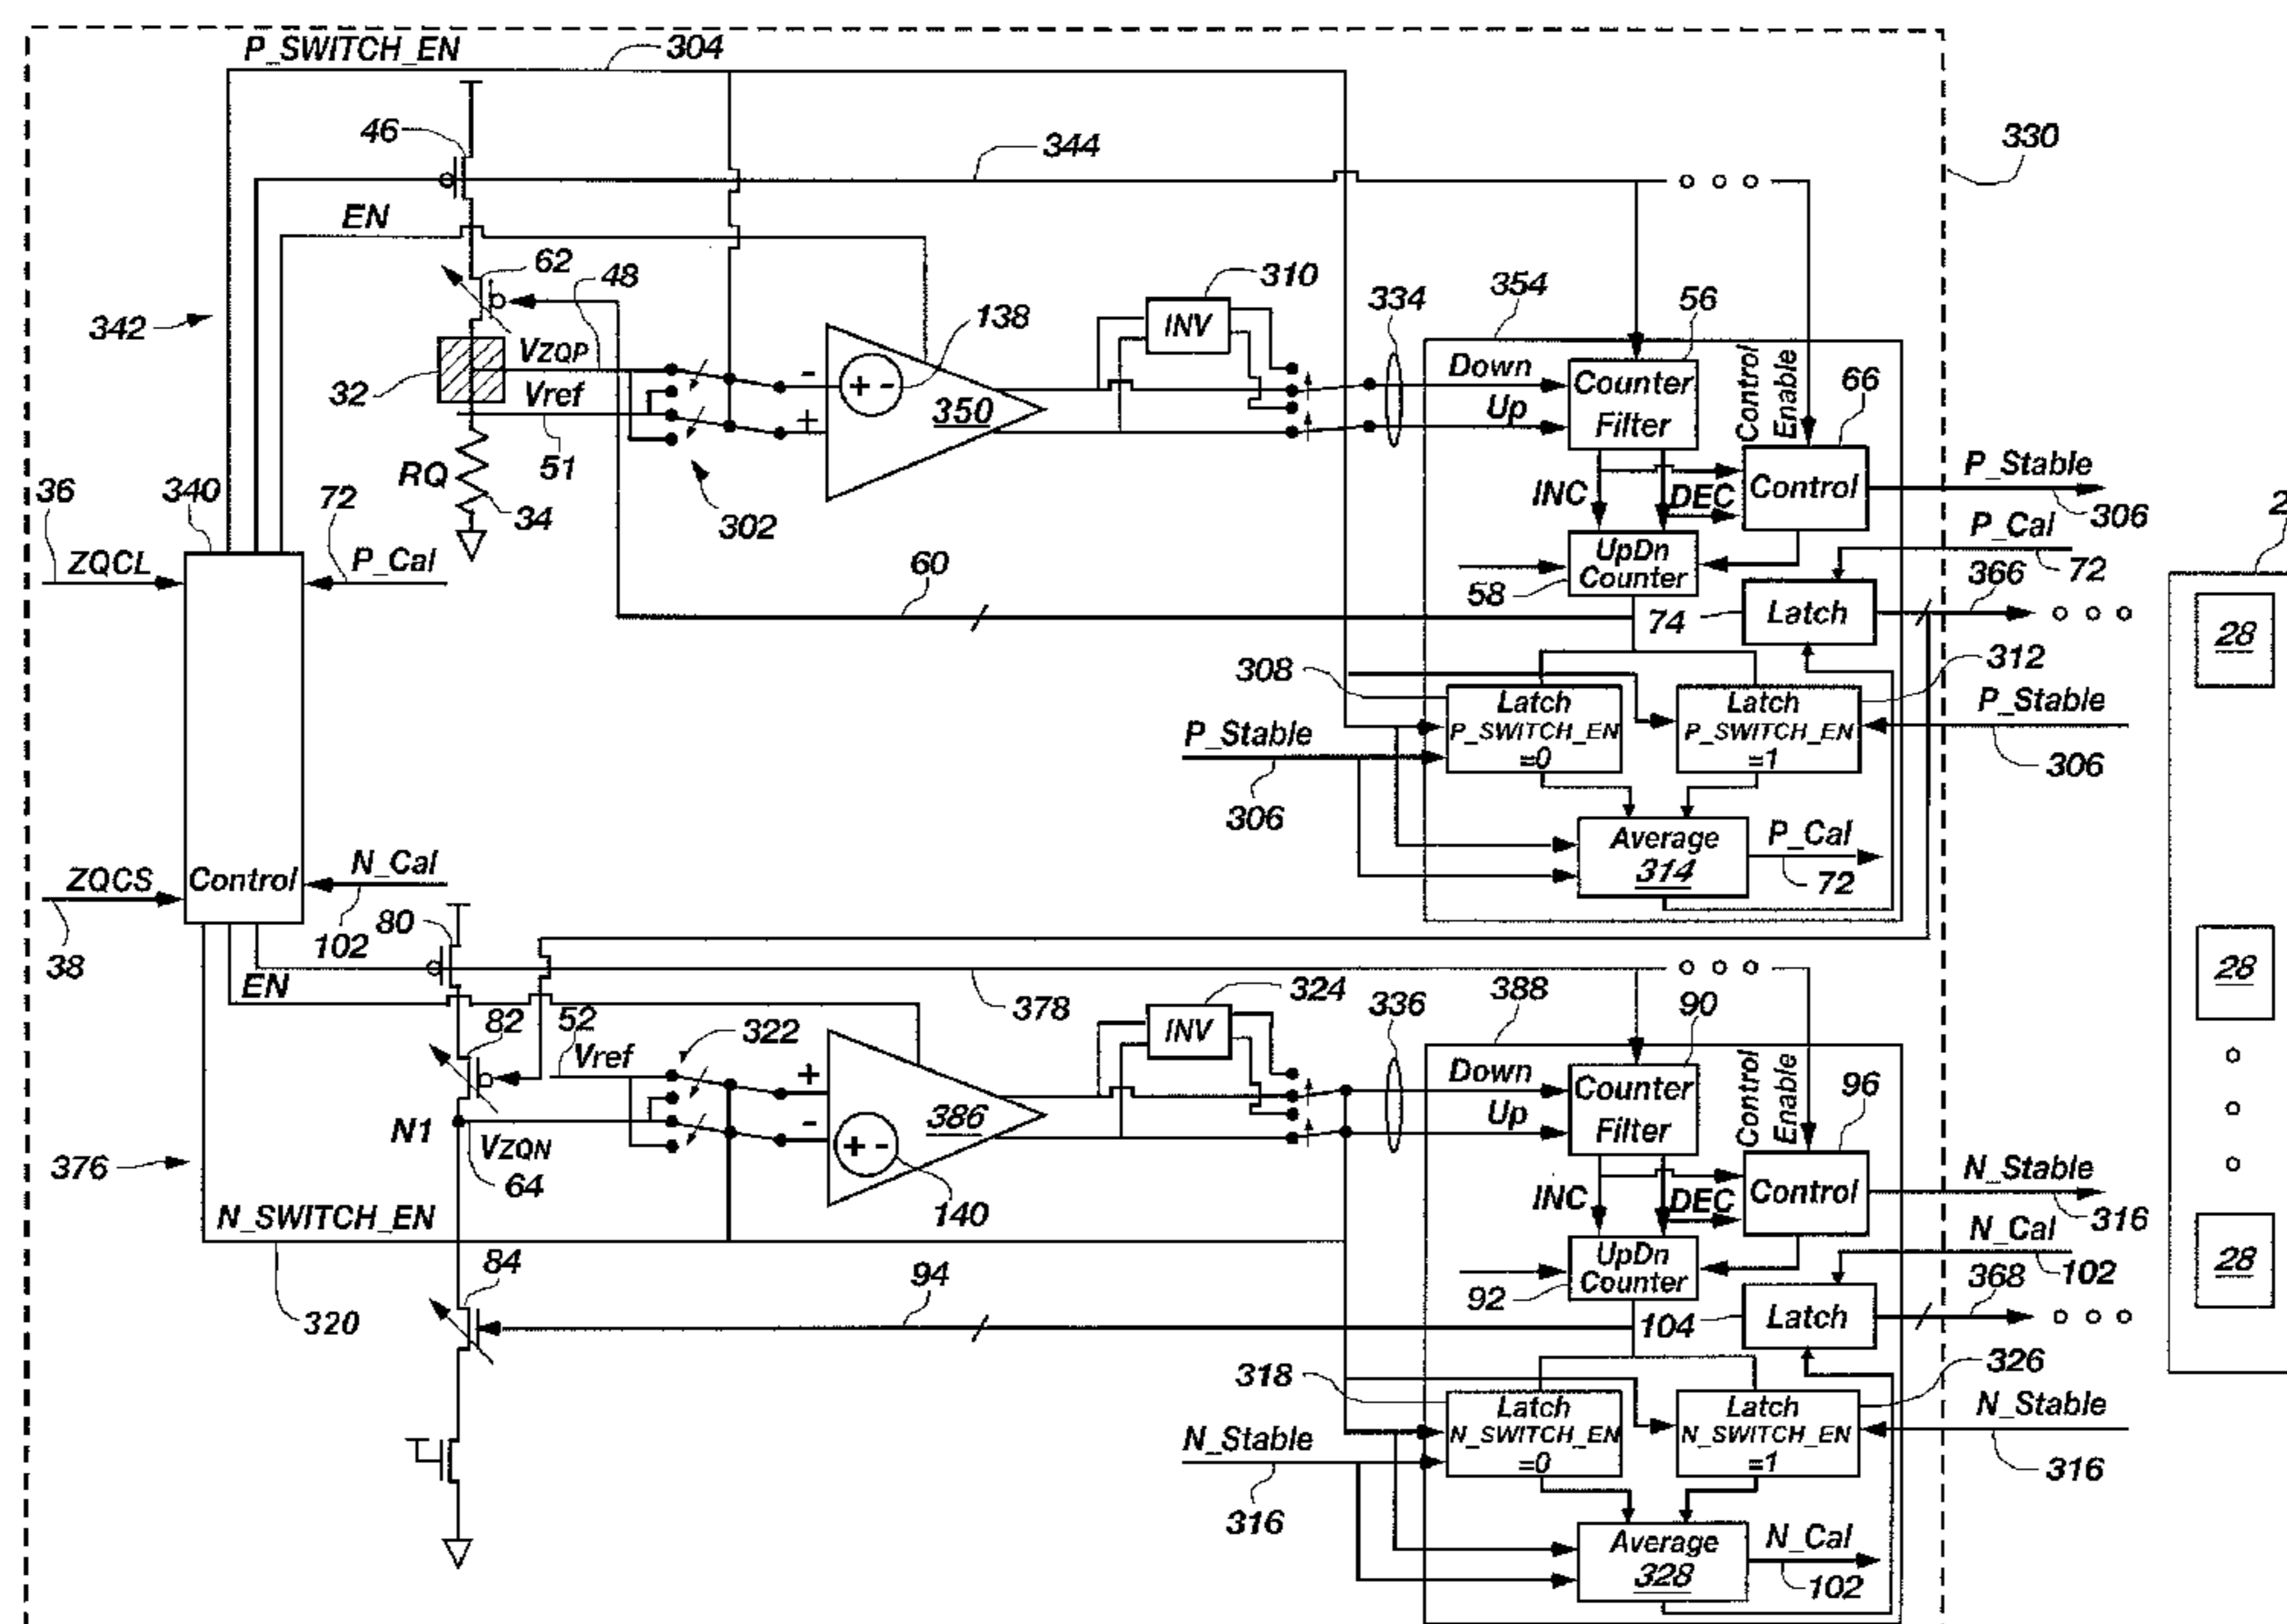 P_SWITCH_EN
304
46
344
330
EN
62
48
310
354
334
56
342
138
INV
VZQP
Vref
32
350
- +
+ -
51
302
RQ
34
Down
Up
Counter
Filter
Control
Enable
66
INC
DEC
Control
P_Stable
306
36
340
72
ZQCL
P_Cal
60
UpDn
Counter
58
P_Cal
72
366
74
Latch
2
28
308
312
Latch
P_SWITCH_EN
=0
Latch
P_SWITCH_EN
=1
P_Stable
306
P_Stable
306
Average
314
P_Cal
72
ZQCS
38
Control
N_Cal
102
80
EN
378
82
52
322
324
336
388
90
Vref
INV
+ -
386
+ -
140
N1
VZQN
64
376
Down
Up
Counter
Filter
Control
Enable
96
INC
DEC
Control
N_Stable
316
28
N_SWITCH_EN
320
84
94
UpDn
Counter
92
N_Cal
102
368
104
Latch
28
318
326
Latch
N_SWITCH_EN
=0
Latch
N_SWITCH_EN
=1
N_Stable
316
N_Stable
316
Average
328
N_Cal
102